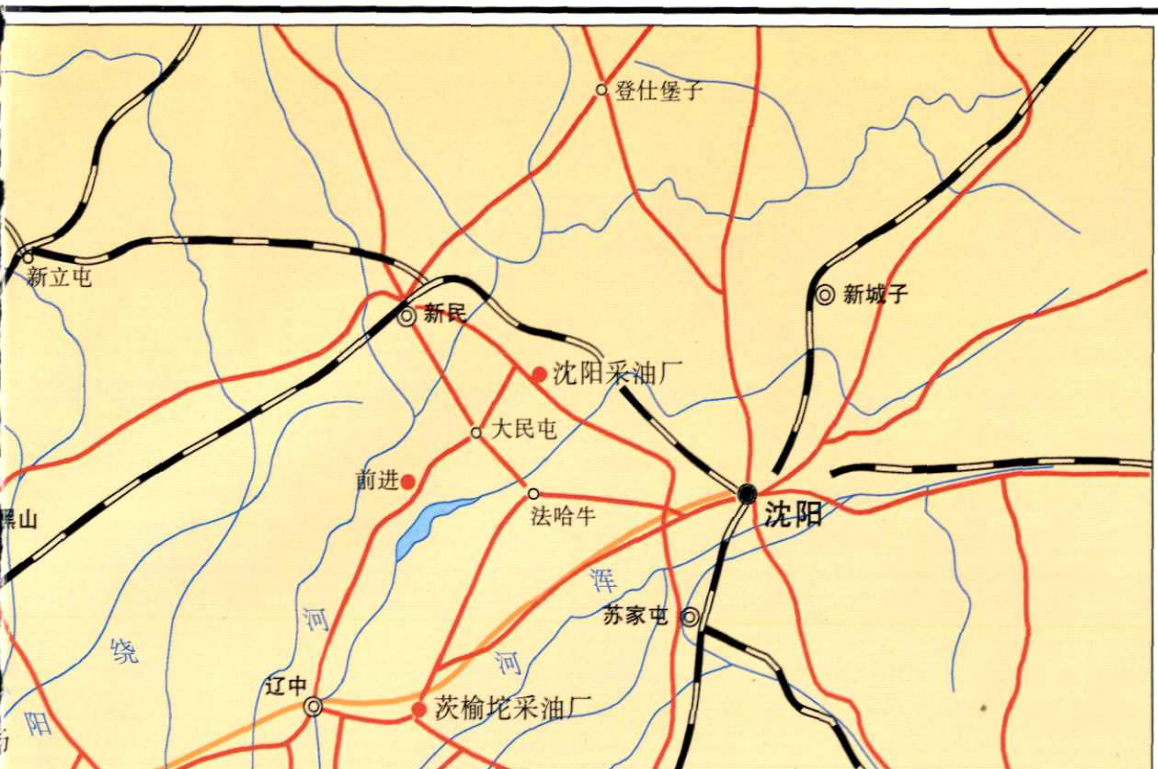 登仕堡子
新立屯
新城子
新民
沈阳采油厂
大民屯
前进
法哈牛
沈阳
黑山
浑
苏家屯
河
绕
河
辽中
茨榆坨采油厂
阳